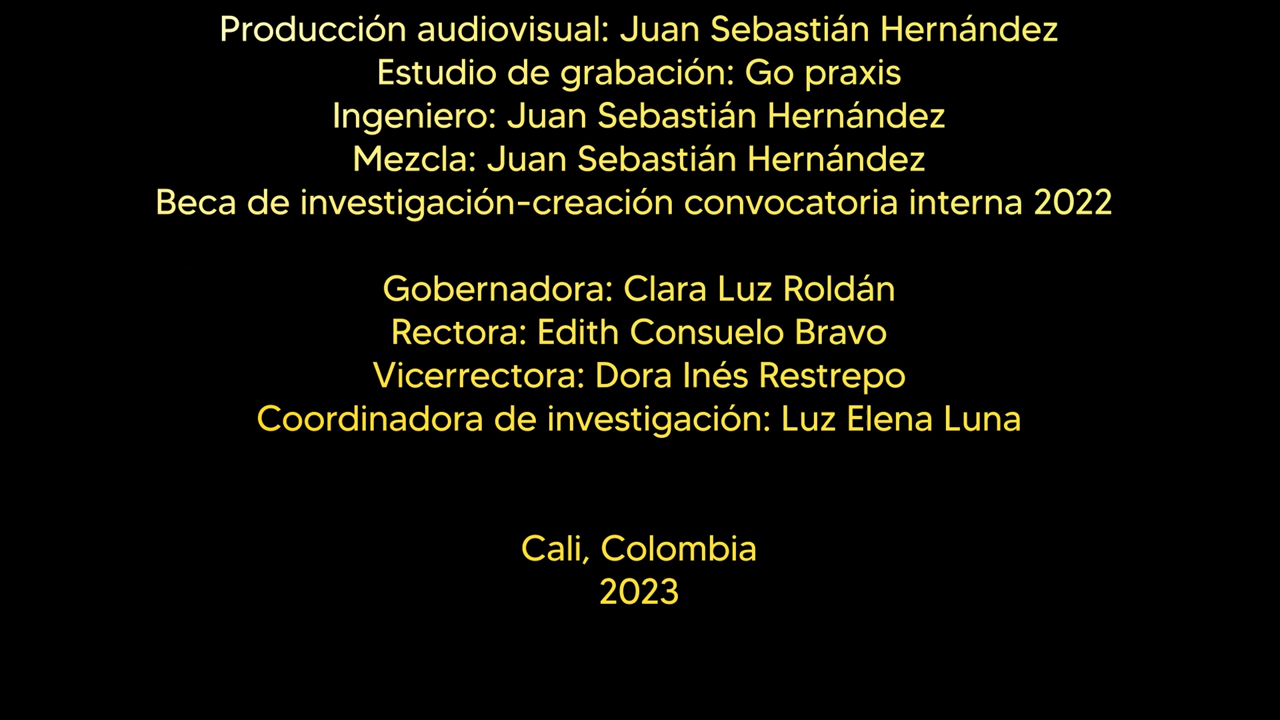 Producción audiovisual: Juan Sebastián Hernández
Estudio de grabación: Go praxis
Ingeniero: Juan Sebastián Hernández
Mezcla: Juan Sebastián Hernández
Beca de investigación-creación convocatoria interna 2022
Gobernadora: Clara Luz Roldán
Rectora: Edith Consuelo Bravo
Vicerrectora: Dora Inés Restrepo
Coordinadora de investigación: Luz Elena Luna
Cali, Colombia
2023